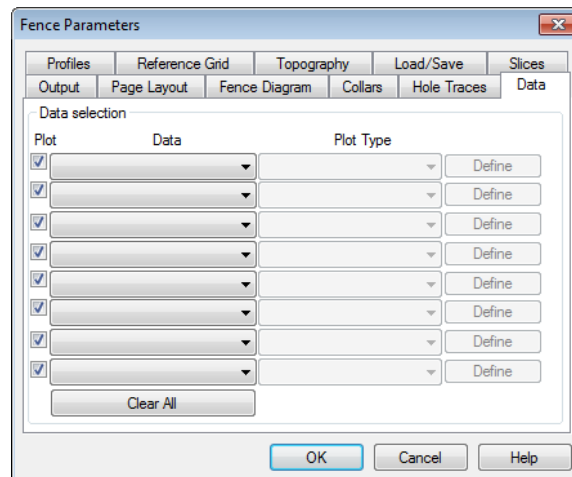 Fence Parameters
Profiles Reference Grid Topography Load/Save Slices
Output Page Layout Fence Diagram Collars Hole Traces Data
Data selection
Plot Data Plot Type
Define
Define
Define
Define
Define
Define
Define
Define
Clear All
OK Cancel Help